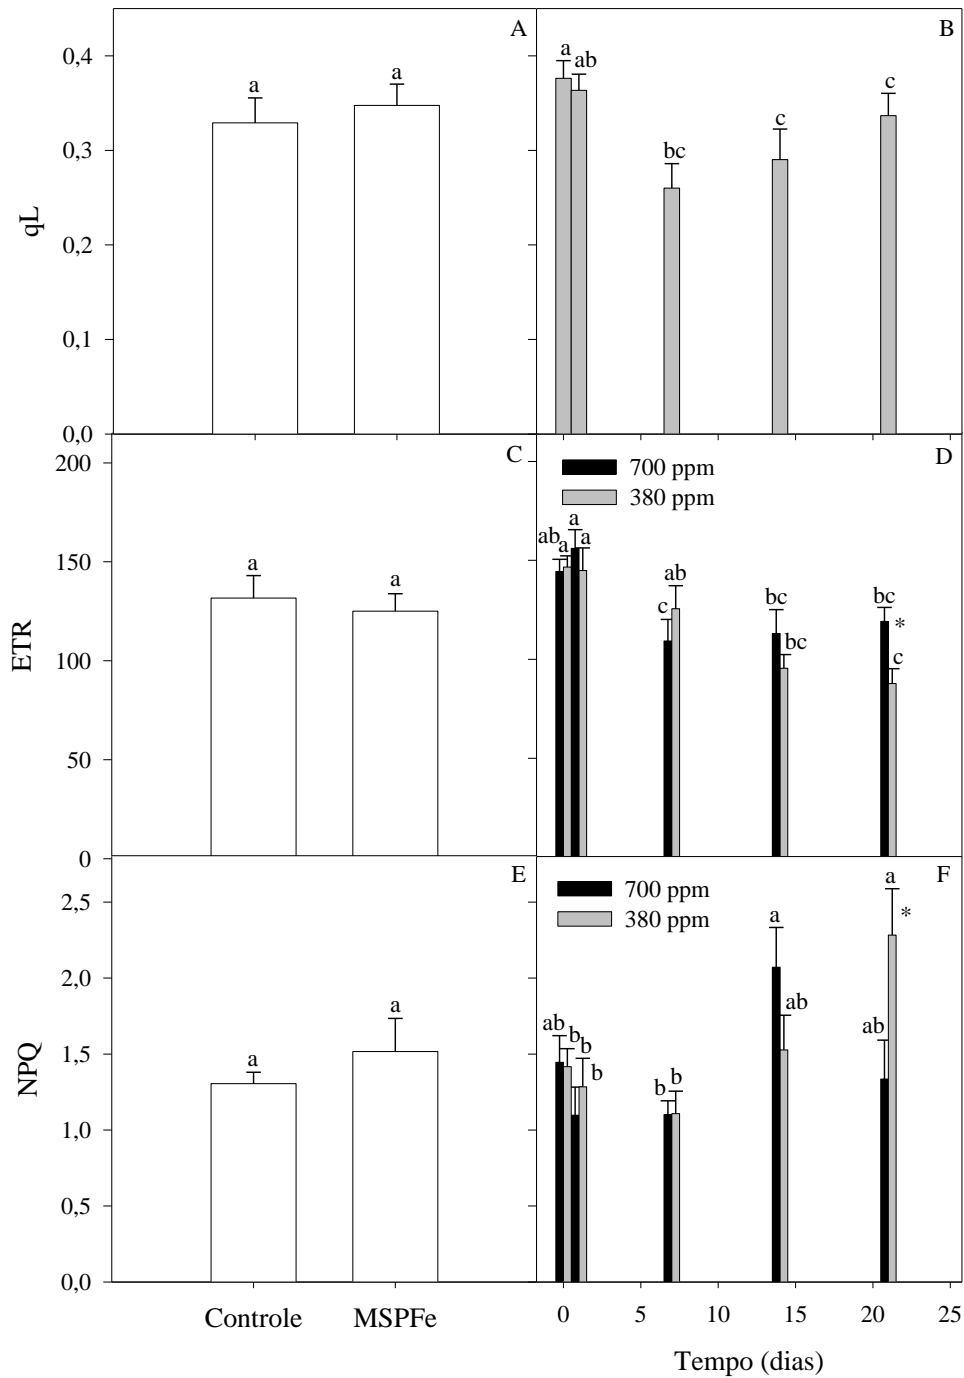 A
B
0,4
0,3
0,2
0,1
0,0
qL
a
a
a
ab
bc
c
c
C
D
200
150
100
50
0
ETR
a
a
700 ppm
380 ppm
ab
a
a
a
c
ab
bc
bc
bc
*
c
E
F
2,5
2,0
1,5
1,0
0,5
0,0
NPQ
a
a
700 ppm
380 ppm
ab
b
b
b
b
b
a
ab
ab
a
*
Controle
MSPFe
0
5
10
15
20
25
Tempo (dias)